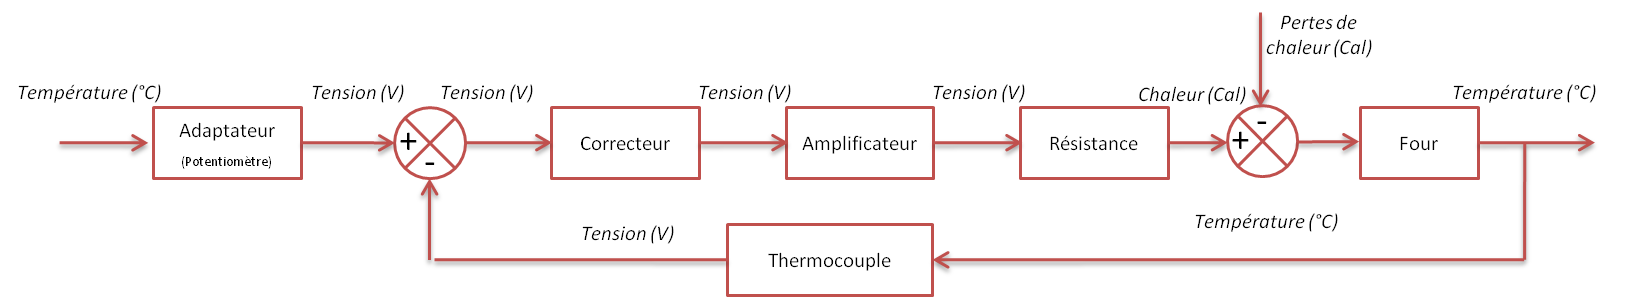 Pertes de
chaleur (Cal)
Température (°C)
Tension (V)
Tension (V)
Tension (V)
Tension (V)
Chaleur (Cal)
Température (°C)
Adaptateur
(Potentiomètre)
+
-
Correcteur
Amplificateur
Résistance
+
-
Four
Tension (V)
Thermocouple
Température (°C)